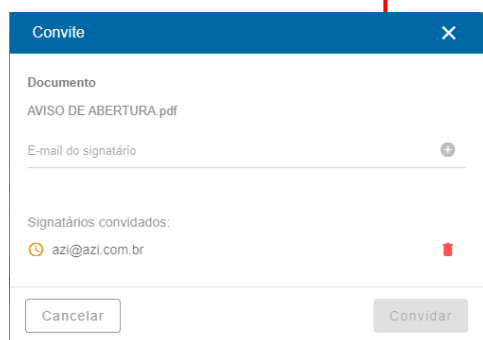 Convite
Documento
AVISO DE ABERTURA.pdf
E-mail do signatário
Signatários convidados:
azi@azi.com.br
Cancelar
Convidar